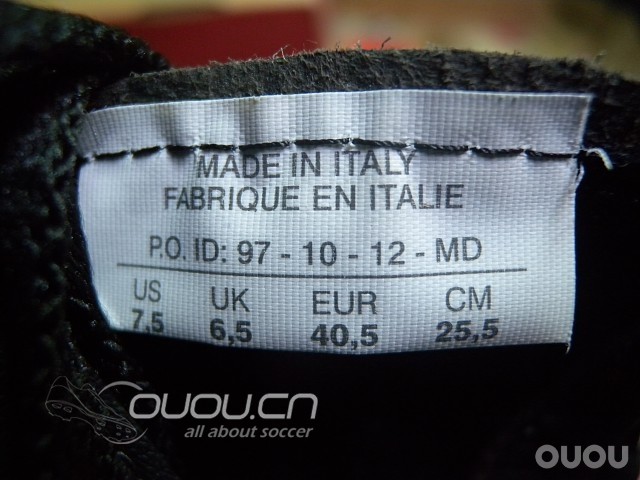 MADE IN ITALY
FABRIQUE EN ITALIE
P.O. ID: 97 - 10 - 12 - MD
US UK EUR CM
7,5 6,5 40,5 25,5
OUOU.CN
all about soccer
OUOU